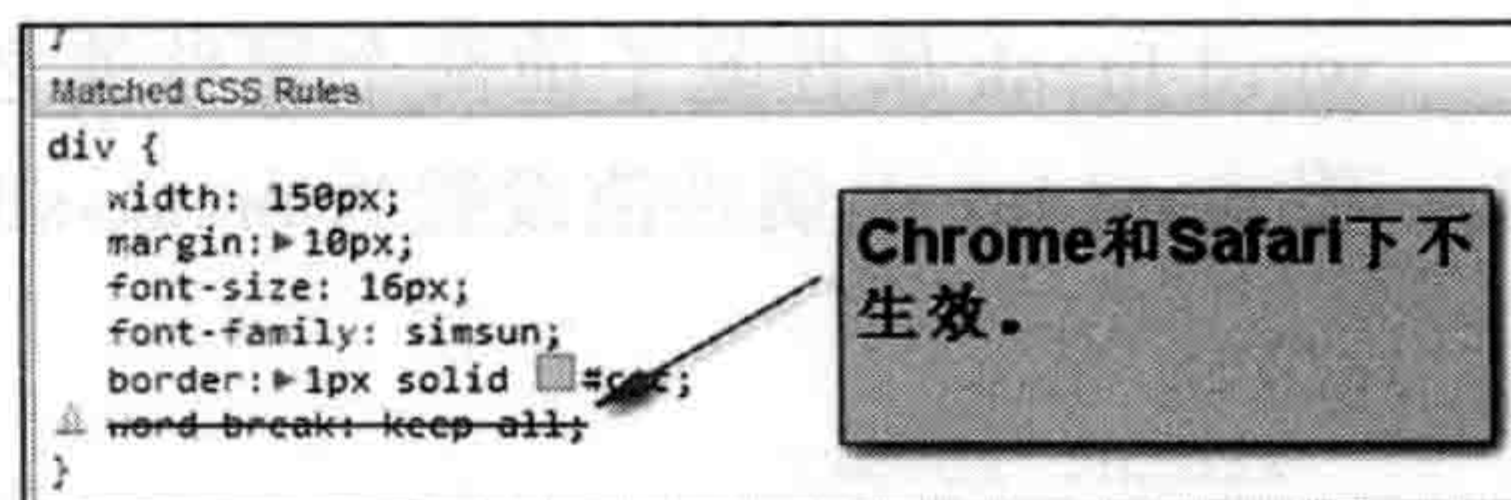 }
Matched CSS Rules
div {
width: 150px;
margin:▶10px;
font-size: 16px;
font-family: simsun;
border:▶1px solid #ccc;
word-break: keep-all;
}
Chrome和Safari下不
生效。